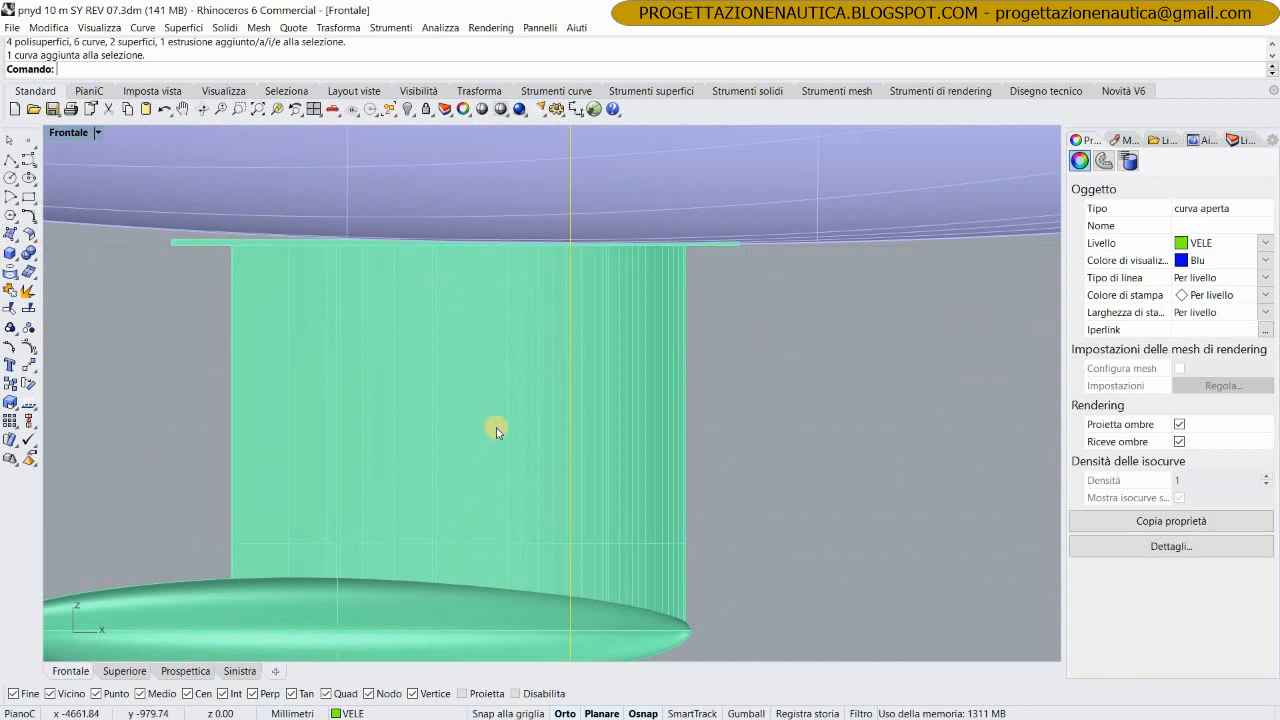 pnyd 10 m SY REV 07.3dm (141 MB) - Rhinoceros 6 Commercial - [Frontale]
PROGETTAZIONENAUTICA.BLOGSPOT.COM - progettazionenautica@gmail.com
File Modifica Visualizza Curve Superfici Solidi Mesh Quote Trasforma Strumenti Analizza Rendering Pannelli Aiuti
4 polisuperfici, 6 curve, 2 superfici, 1 estrusione aggiunto/a/i/e alla selezione.
1 curva aggiunta alla selezione.
Comando:
Standard PianiC Imposta vista Visualizza Seleziona Layout viste Visibilità Trasforma Strumenti curve Strumenti superfici Strumenti solidi Strumenti mesh Strumenti di rendering Disegno tecnico Novità V6
Frontale
Pr... M... Li... Ai... Li...
Oggetto
Tipo curva aperta
Nome
Livello VELE
Colore di visualiz... Blu
Tipo di linea Per livello
Colore di stampa Per livello
Larghezza di sta... Per livello
Iperlink ...
Impostazioni delle mesh di rendering
Configura mesh
Impostazioni Regola...
Rendering
Proietta ombre
Riceve ombre
Densità delle isocurve
Densità 1
Mostra isocurve s...
Copia proprietà
Dettagli...
z
x
Frontale Superiore Prospettica Sinistra
Fine Vicino Punto Medio Cen Int Perp Tan Quad Nodo Vertice Proietta Disabilita
PianoC x -4661.84 y -979.74 z 0.00 Millimetri VELE Snap alla griglia Orto Planare Osnap SmartTrack Gumball Registra storia Filtro Uso della memoria: 1311 MB